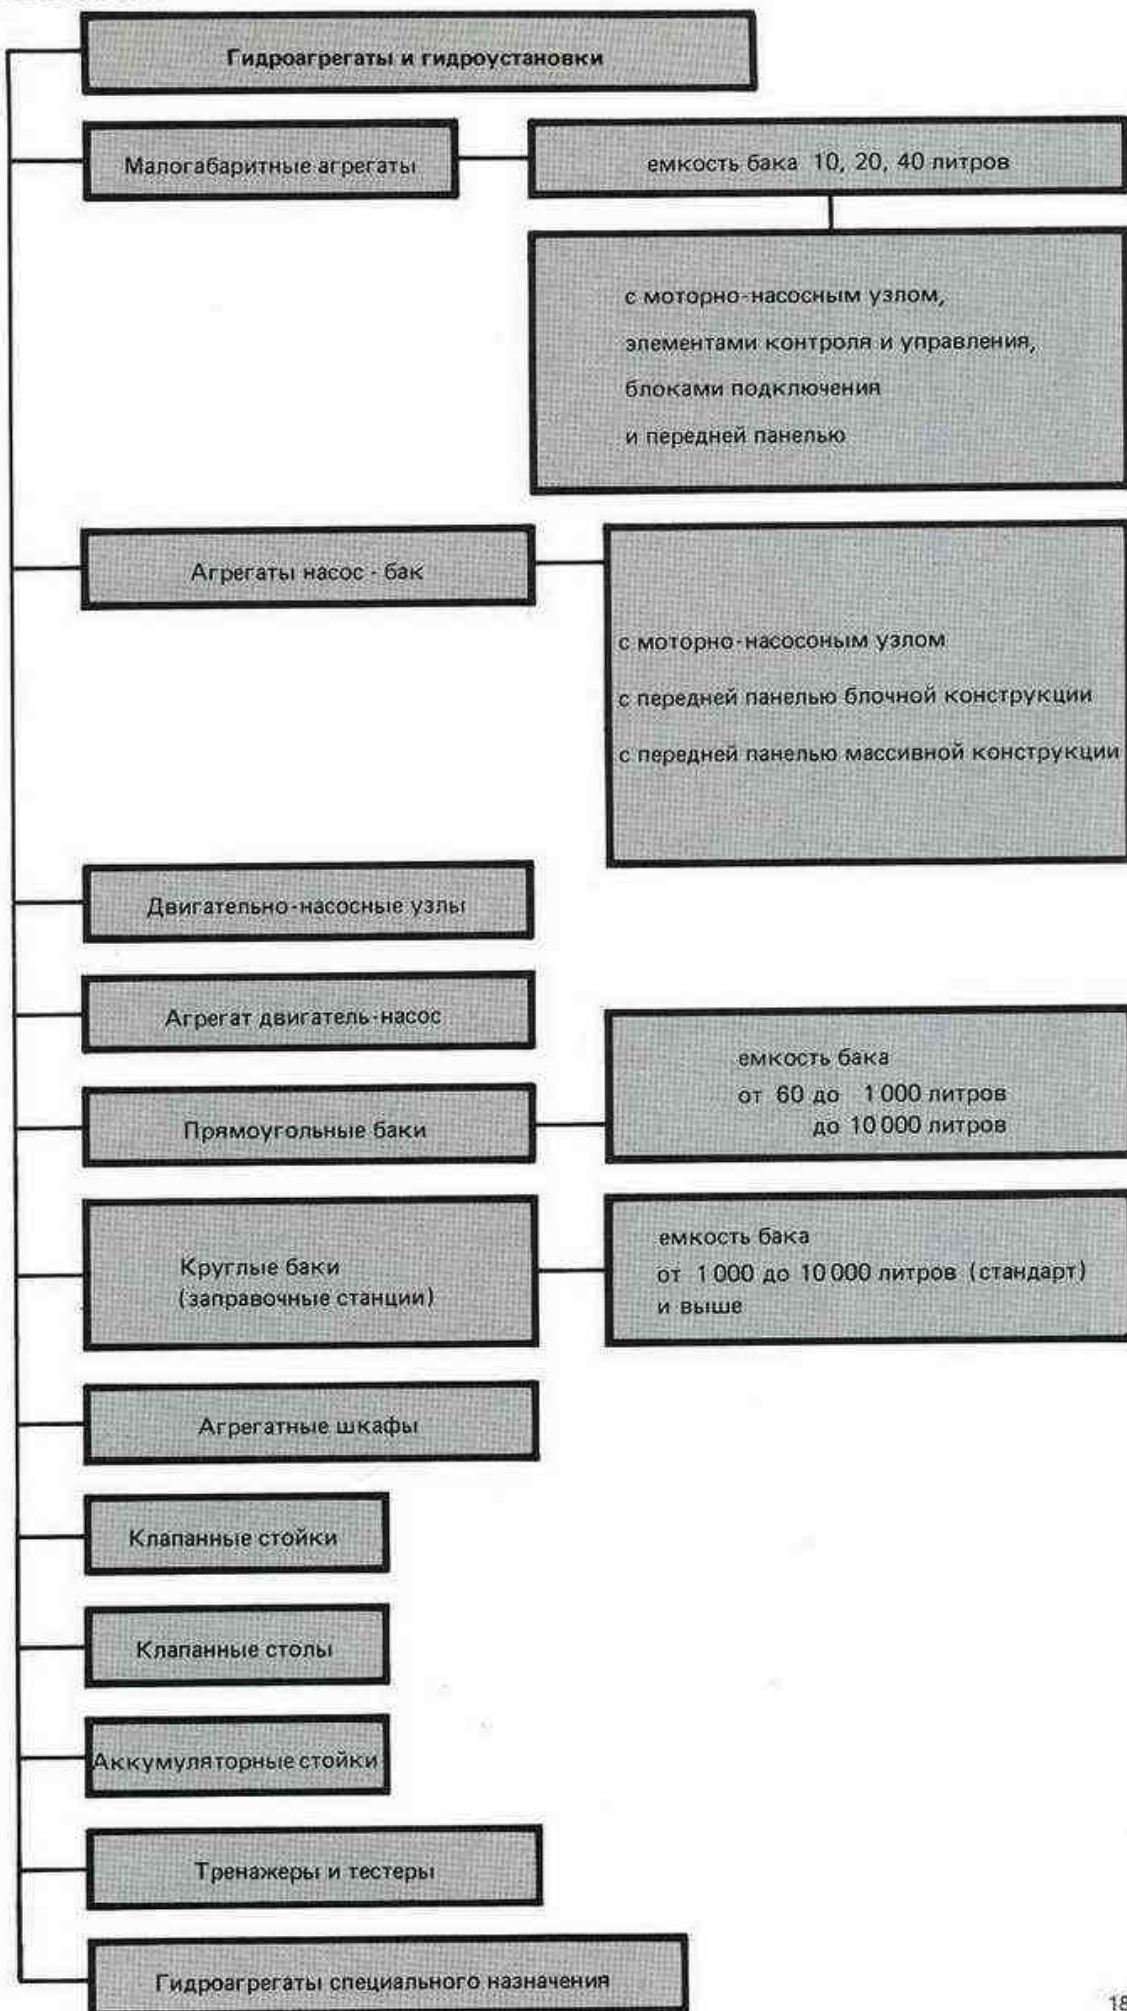 Гидроагрегаты и гидроустановки
Малогабаритные агрегаты
емкость бака 10, 20, 40 литров
с моторно-насосным узлом,
элементами контроля и управления,
блоками подключения
и передней панелью
Агрегаты насос - бак
с моторно-насосоным узлом
с передней панелью блочной конструкции
с передней панелью массивной конструкции
Двигательно-насосные узлы
Агрегат двигатель-насос
Прямоугольные баки
емкость бака
от 60 до 1 000 литров
до 10 000 литров
Круглые баки
(заправочные станции)
емкость бака
от 1 000 до 10 000 литров (стандарт)
и выше
Агрегатные шкафы
Клапанные стойки
Клапанные столы
Аккумуляторные стойки
Тренажеры и тестеры
Гидроагрегаты специального назначения